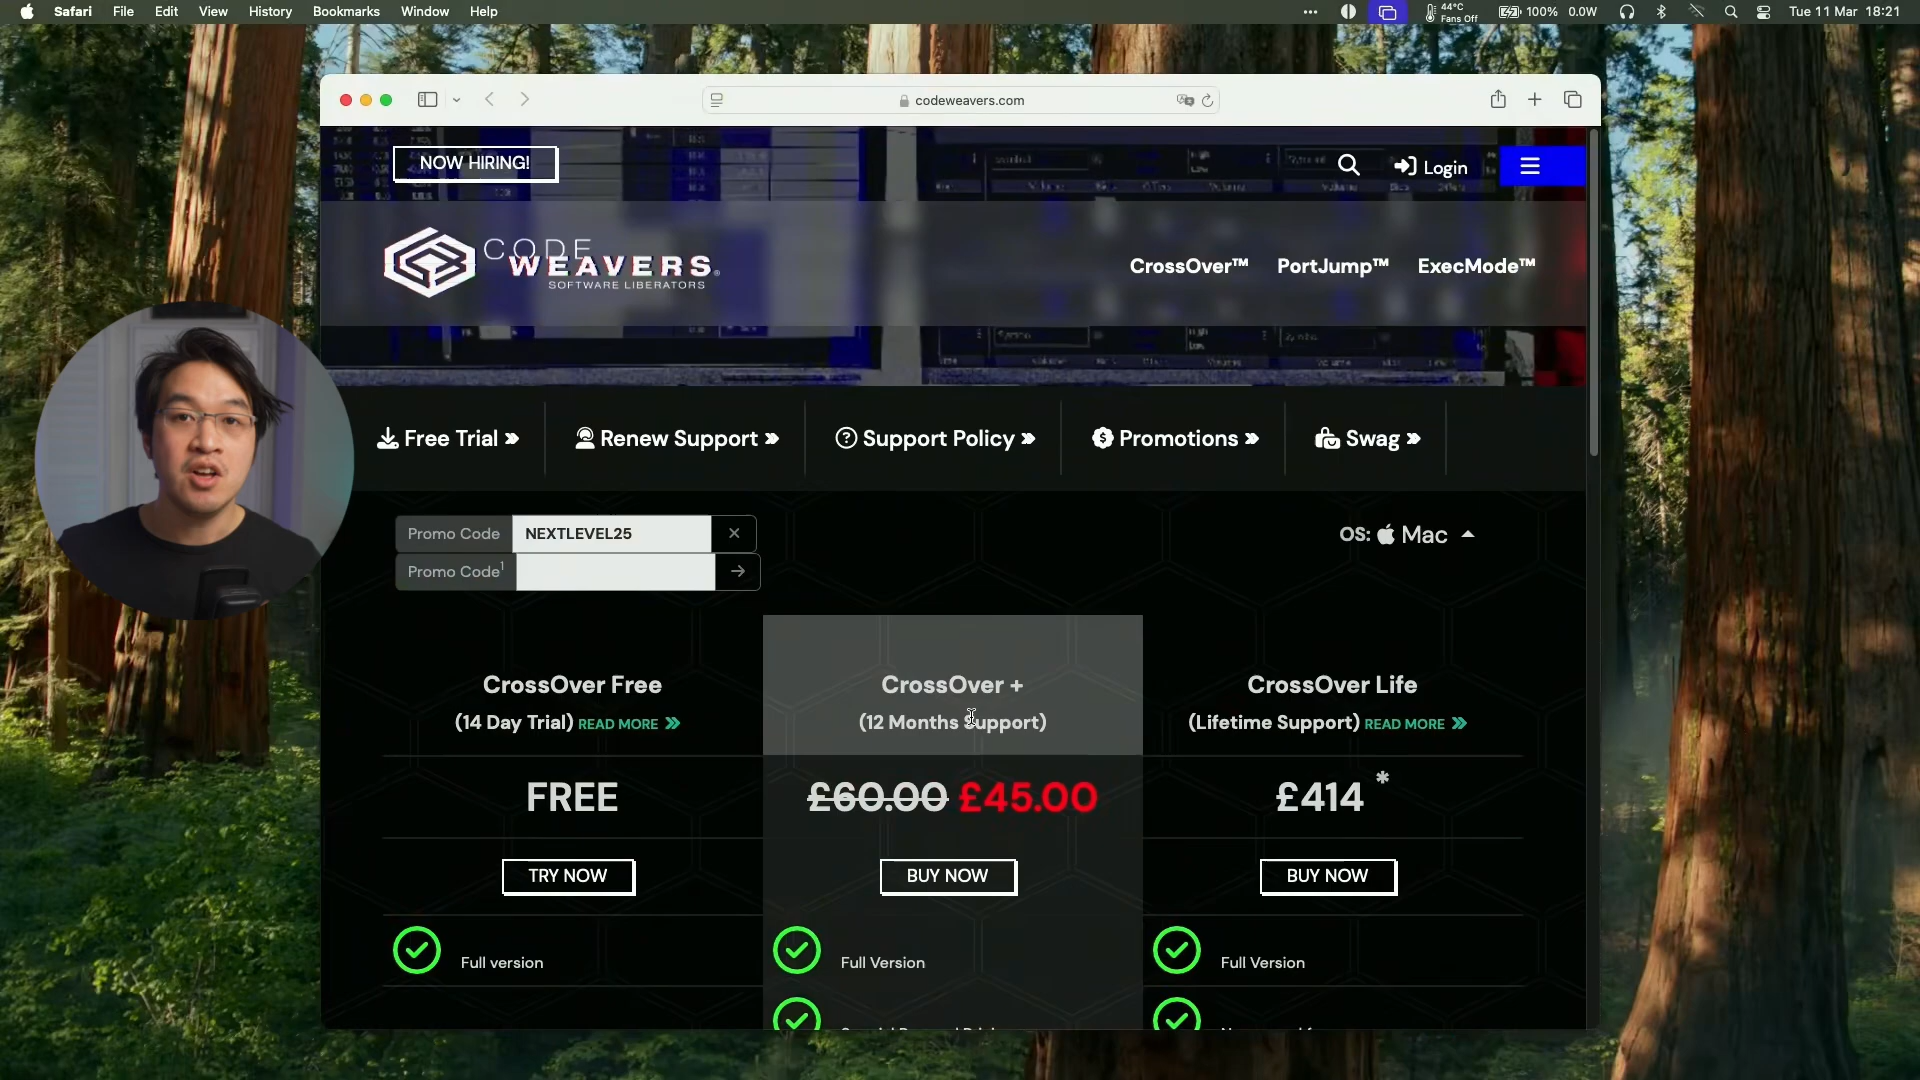 Safari File Edit View History Bookmarks Window Help
44°C
Fans Off
100% 0.0W
Tue 11 Mar 18:21
codeweavers.com
NOW HIRING!
Login
CODE
WEAVERS®
SOFTWARE LIBERATORS
CrossOver™ PortJump™ ExecMode™
Free Trial »
Renew Support »
Support Policy »
Promotions »
Swag »
Promo Code NEXTLEVEL25
Promo Code¹
OS: Mac
CrossOver Free
(14 Day Trial) READ MORE »
FREE
TRY NOW
Full version
CrossOver +
(12 Months Support)
£60.00 £45.00
BUY NOW
Full Version
CrossOver Life
(Lifetime Support) READ MORE »
£414 *
BUY NOW
Full Version